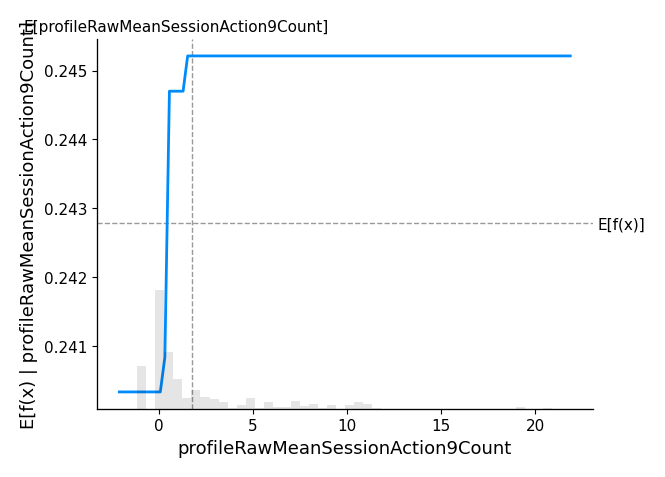 E[profileRawMeanSessionAction9Count]
E[f(x) | profileRawMeanSessionAction9Count]
0.245
0.244
0.243
0.242
0.241
E[f(x)]
0 5 10 15 20
profileRawMeanSessionAction9Count